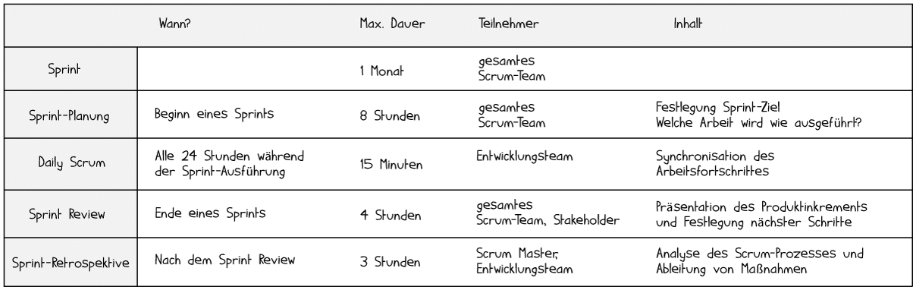 Wann? Max. Dauer Teilnehmer Inhalt
Sprint 1 Monat gesamtes
Scrum-Team
Sprint-Planung Beginn eines Sprints 8 Stunden gesamtes
Scrum-Team Festlegung Sprint-Ziel
Welche Arbeit wird wie ausgeführt?
Daily Scrum Alle 24 Stunden während
der Sprint-Ausführung 15 Minuten Entwicklungsteam Synchronisation des
Arbeitsfortschrittes
Sprint Review Ende eines Sprints 4 Stunden gesamtes
Scrum-Team, Stakeholder Präsentation des Produktinkrements
und Festlegung nächster Schritte
Sprint-Retrospektive Nach dem Sprint Review 3 Stunden Scrum Master,
Entwicklungsteam Analyse des Scrum-Prozesses und
Ableitung von Maßnahmen